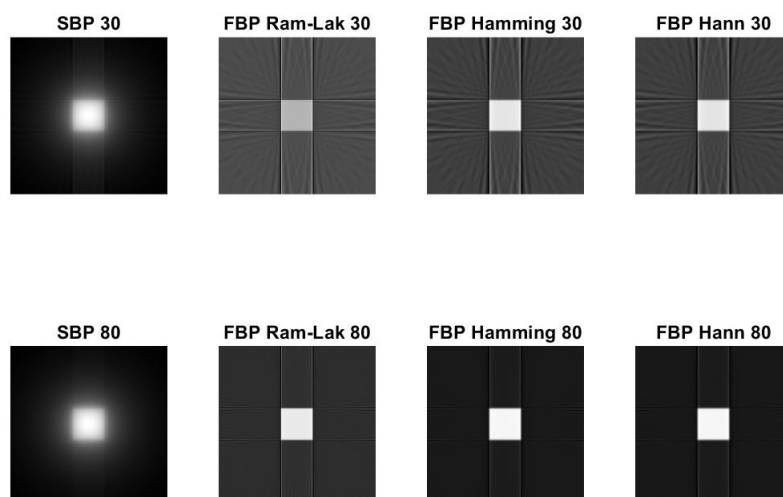 SBP 30
FBP Ram-Lak 30
FBP Hamming 30
FBP Hann 30
SBP 80
FBP Ram-Lak 80
FBP Hamming 80
FBP Hann 80